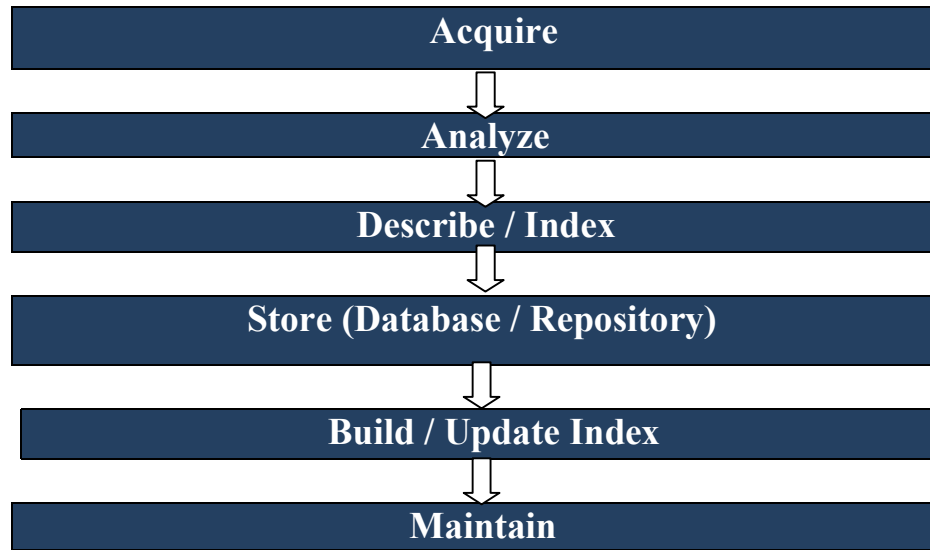 Acquire
Analyze
Describe / Index
Store (Database / Repository)
Build / Update Index
Maintain